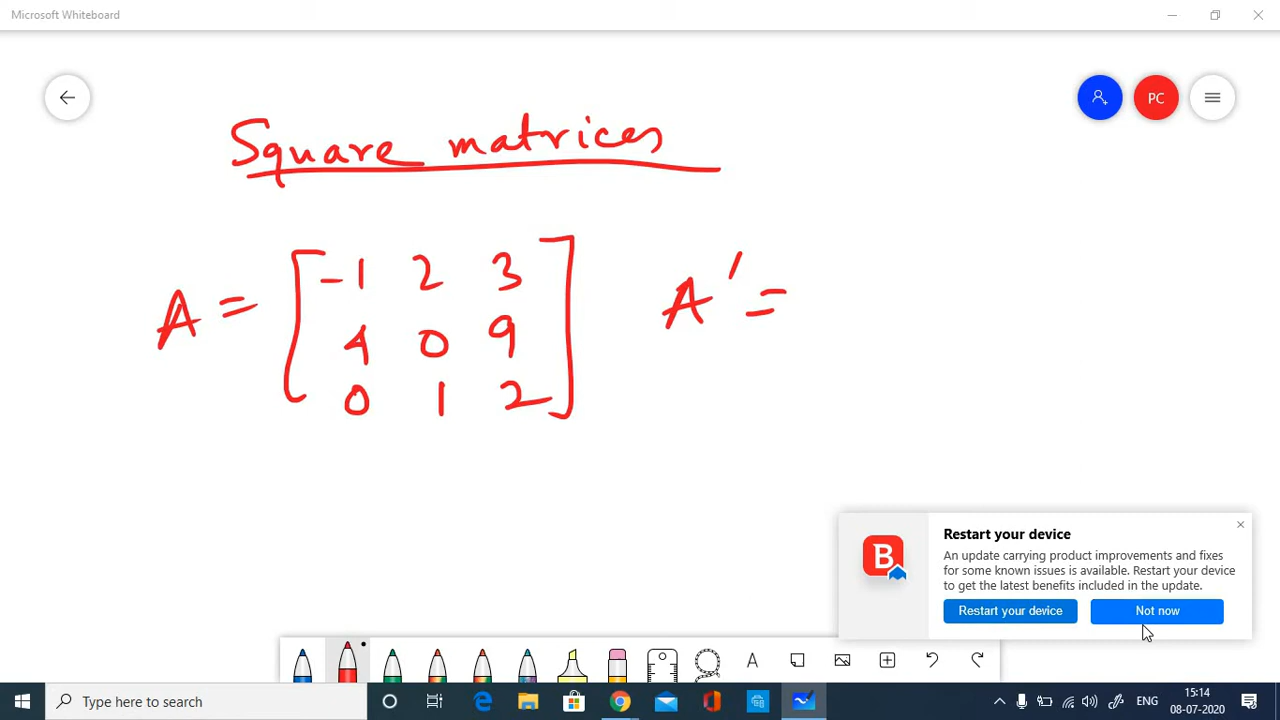 Microsoft Whiteboard
PC
Square matrices
A = [ -1 2 3
4 0 9
0 1 2 ]
A' =
B
Restart your device
An update carrying product improvements and fixes
for some known issues is available. Restart your device
to get the latest benefits included in the update.
Restart your device
Not now
A
Type here to search
ENG
15:14
08-07-2020